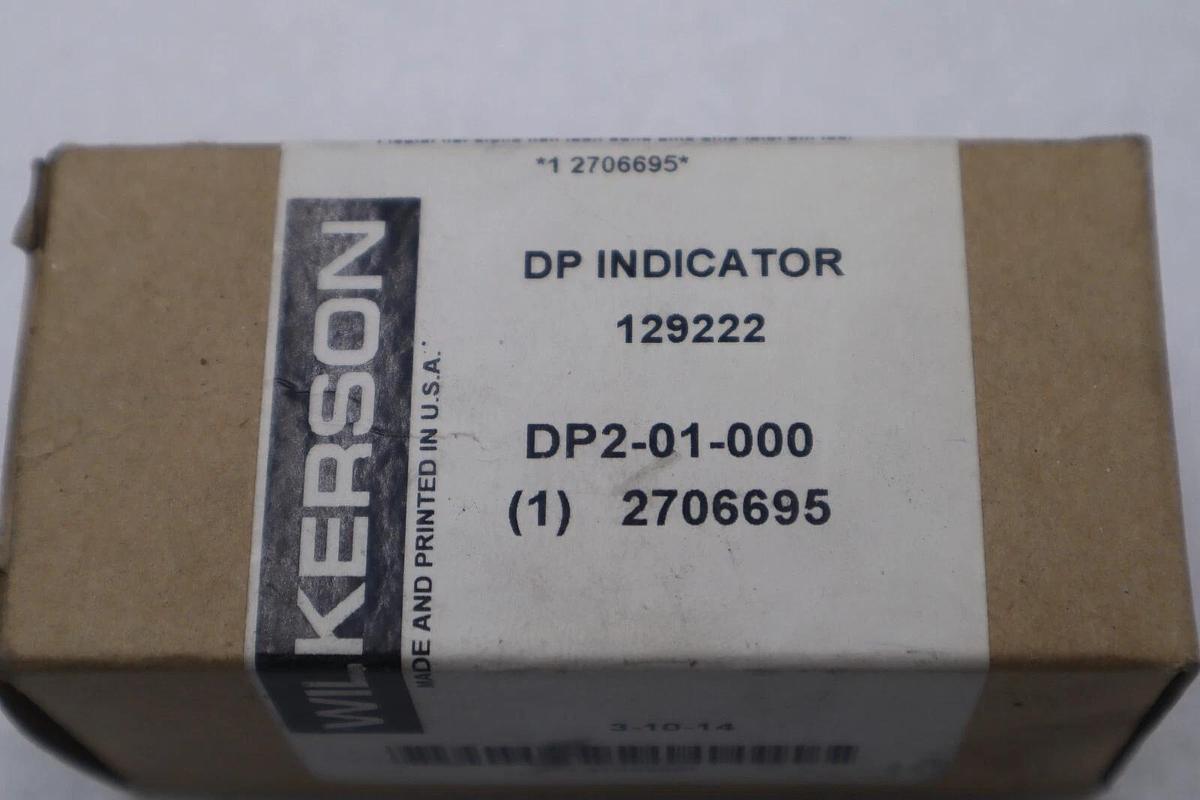 *1 2706695*
DP INDICATOR
129222
DP2-01-000
(1) 2706695
WILKERSON
MADE AND PRINTED IN U.S.A.
3-10-14